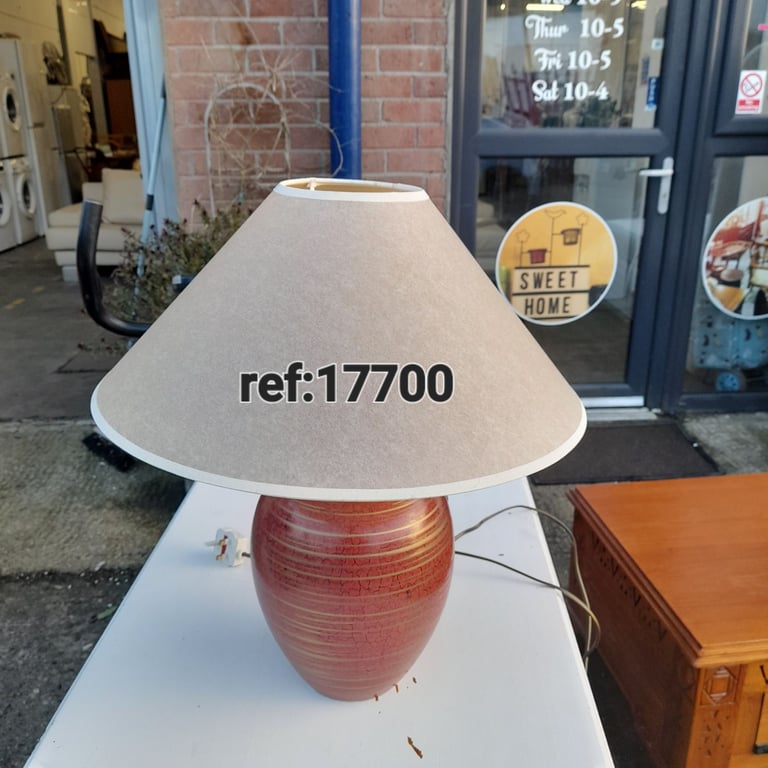 Thur 10-5
Fri 10-5
Sat 10-4
SWEET
HOME
ref:17700